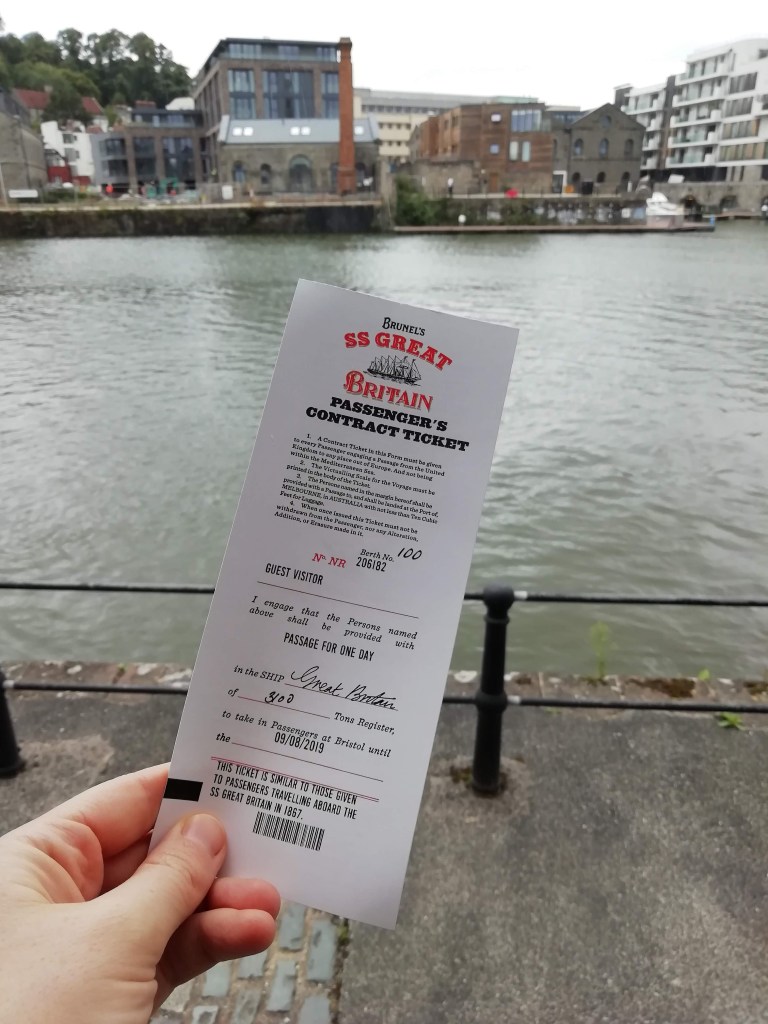 BRUNEL'S
SS GREAT
BRITAIN
PASSENGER'S
CONTRACT TICKET
1. A Contract Ticket in this Form must be given
to every Passenger engaging a Passage from the United
Kingdom to any place out of Europe. And not being
within the Mediterranean Sea.
2. The Victualling Scale for the Voyage must be
printed in the body of the Ticket.
3. The Persons named in the margin hereof shall be
provided with a Passage to, and shall be landed at the Port of,
MELBOURNE, in AUSTRALIA with not less than Ten Cubic
Feet for Luggage.
4. When once issued this Ticket must not be
withdrawn from the Passenger, nor any Alteration,
Addition, or Erasure made in it.
No. NR Berth No. 100
206182
GUEST VISITOR
I engage that the Persons named
above shall be provided with
PASSAGE FOR ONE DAY
in the SHIP Great Britain
of 3100 Tons Register,
to take in Passengers at Bristol until
the 09/08/2019
THIS TICKET IS SIMILAR TO THOSE GIVEN
TO PASSENGERS TRAVELLING ABOARD THE
SS GREAT BRITAIN IN 1867.